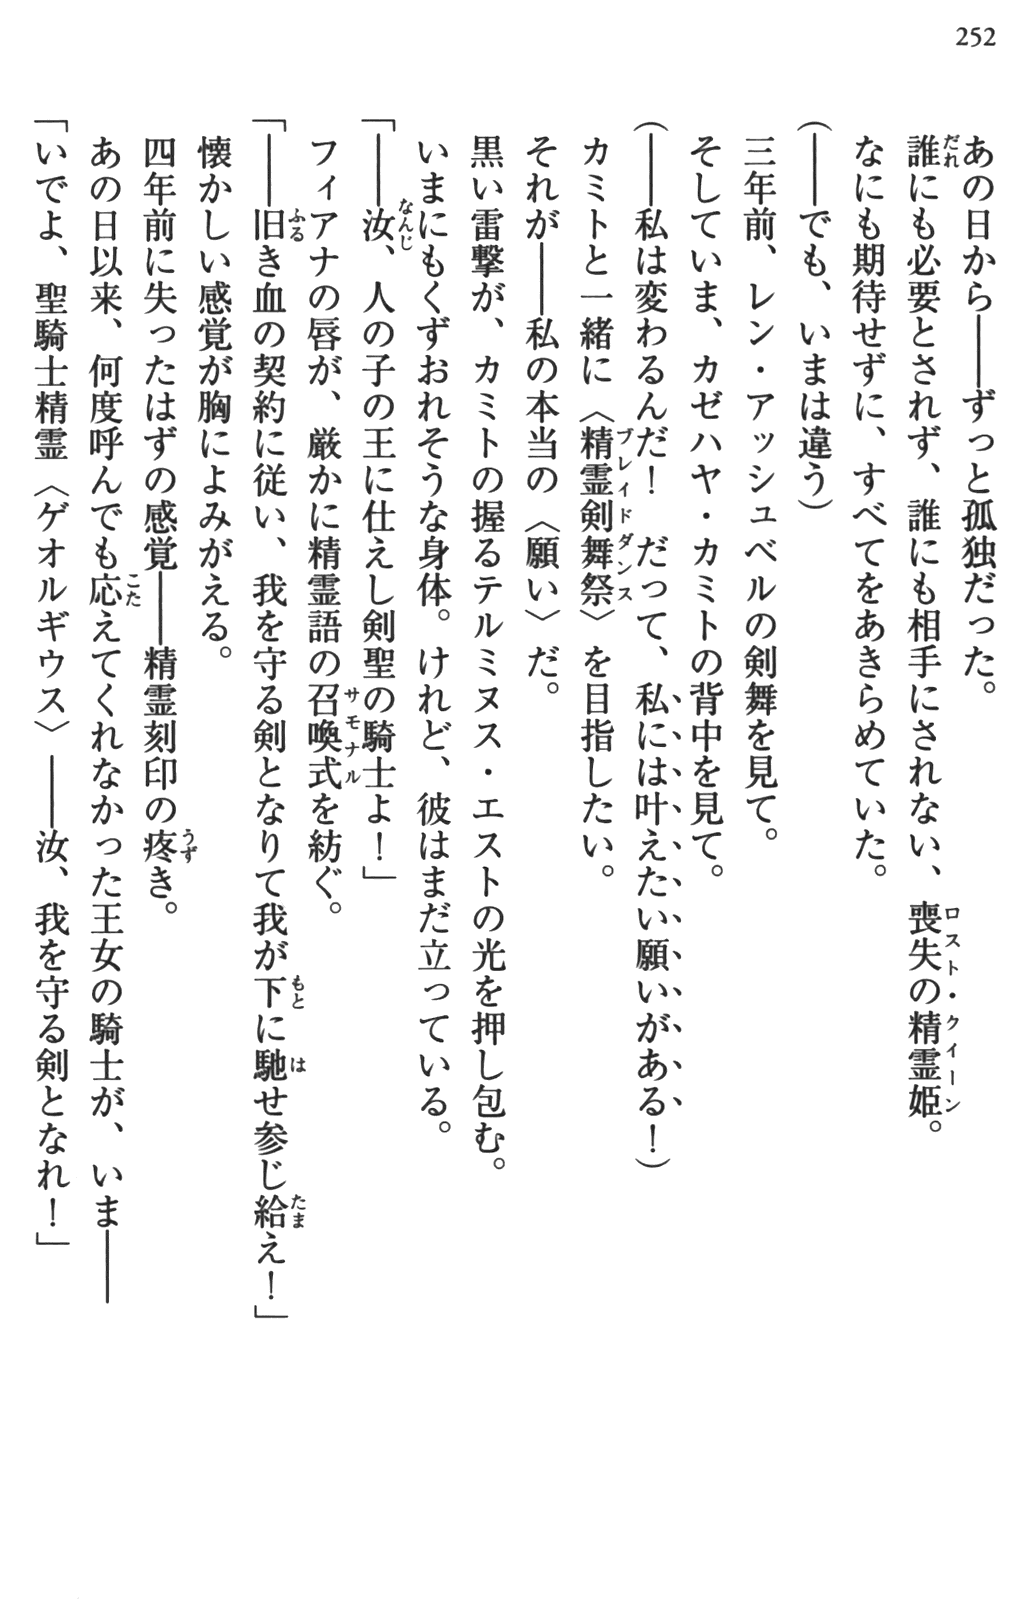 252
あの日から――ずっと孤独だった。
誰にも必要とされず、誰にも相手にされない、喪失の精霊姫。
なにも期待せずに、すべてをあきらめていた。
(――でも、いまは違う)
三年前、レン・アッシュベルの剣舞を見て。
そしていま、カゼハヤ・カミトの背中を見て。
(――私は変わるんだ！　だって、私には叶えたい願いがある！)
カミトと一緒に〈精霊剣舞祭〉を目指したい。
それが――私の本当の〈願い〉だ。
黒い雷撃が、カミトの握るテルミヌス・エストの光を押し包む。
いまにもくずおれそうな身体。けれど、彼はまだ立っている。
「――汝、人の子の王に仕えし剣聖の騎士よ！」
フィアナの唇が、厳かに精霊語の召喚式を紡ぐ。
「――旧き血の契約に従い、我を守る剣となりて我が下に馳せ参じ給え！」
懐かしい感覚が胸によみがえる。
四年前に失ったはずの感覚――精霊刻印の疼き。
あの日以来、何度呼んでも応えてくれなかった王女の騎士が、いま――
「いでよ、聖騎士精霊〈ゲオルギウス〉――汝、我を守る剣となれ！」